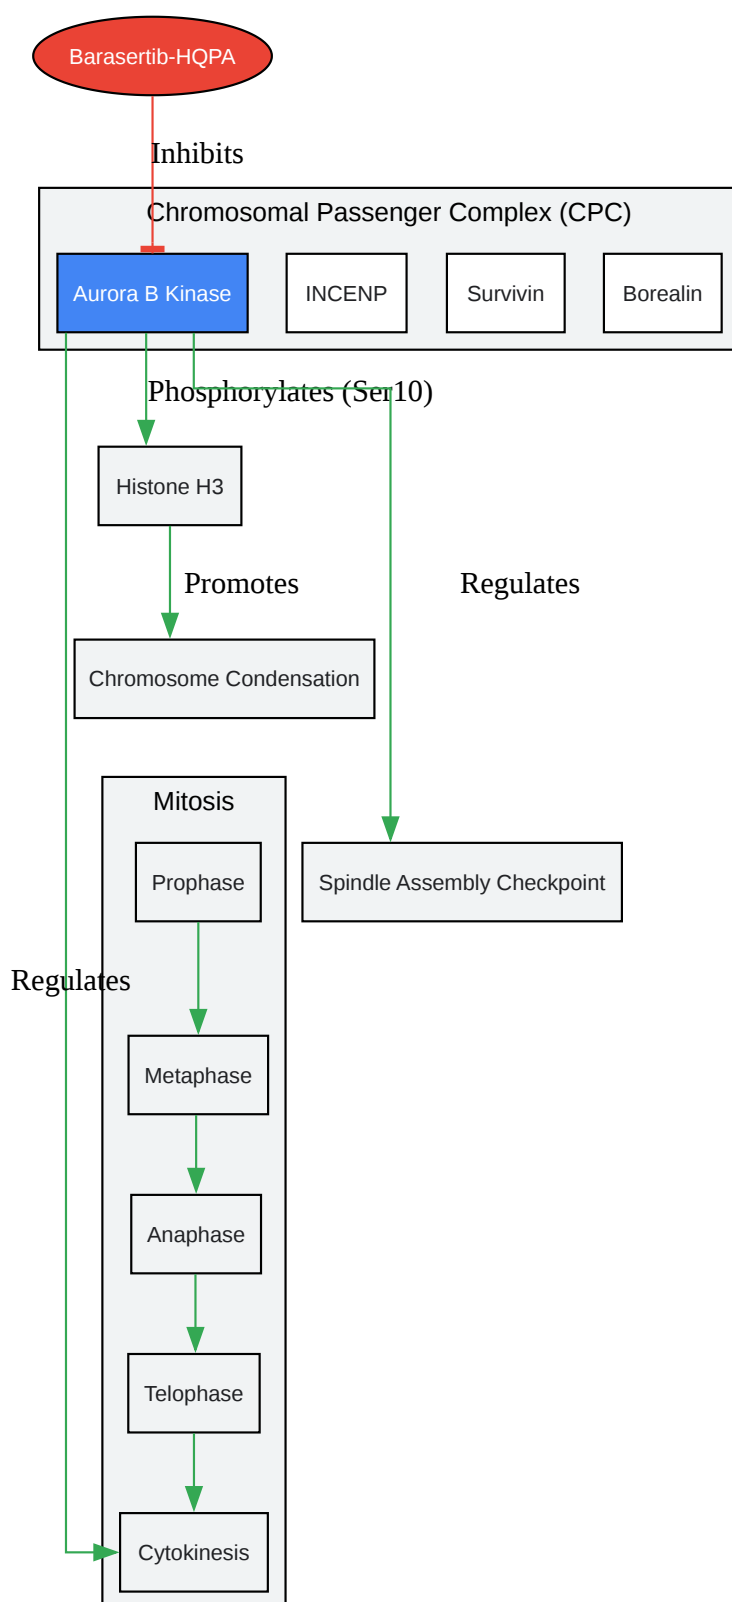 Barasertib-HQPA
Inhibits
Chromosomal Passenger Complex (CPC)
Aurora B Kinase
INCENP
Survivin
Borealin
Phosphorylates (Ser10)
Histone H3
Promotes
Regulates
Chromosome Condensation
Mitosis
Prophase
Spindle Assembly Checkpoint
Regulates
Metaphase
Anaphase
Telophase
Cytokinesis